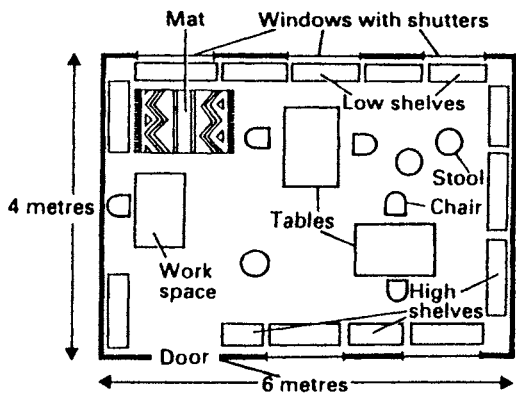 Mat
Windows with shutters
Low shelves
Stool
4 metres
Chair
Tables
Work
space
High
shelves
Door
6 metres